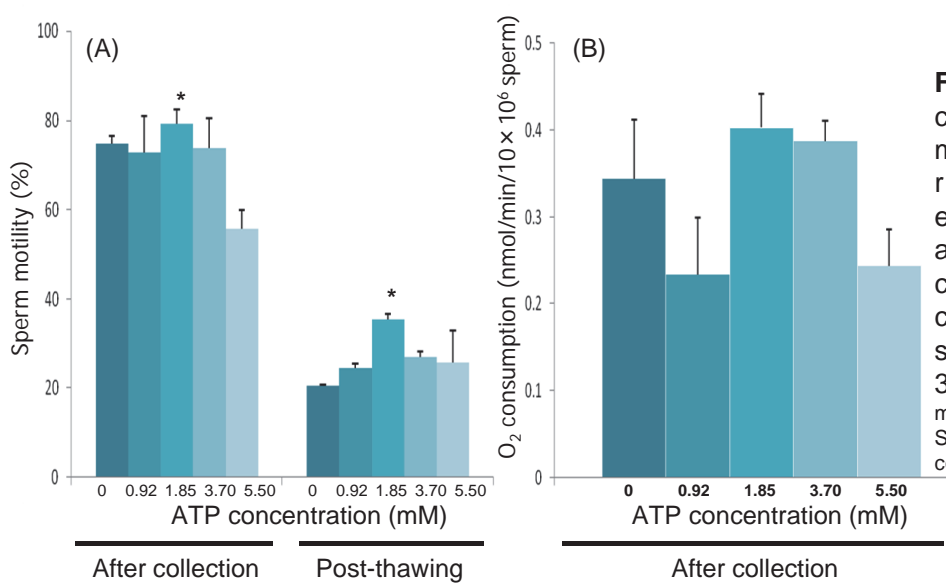 (A)
*
*
Sperm motility (%)
100
80
60
40
20
0
0 0.92 1.85 3.70 5.50
0 0.92 1.85 3.70 5.50
ATP concentration (mM)
After collection
Post-thawing
(B)
O₂ consumption (nmol/min/10 × 10⁶ sperm)
0.5
0.4
0.3
0.2
0.1
0
0 0.92 1.85 3.70 5.50
ATP concentration (mM)
After collection